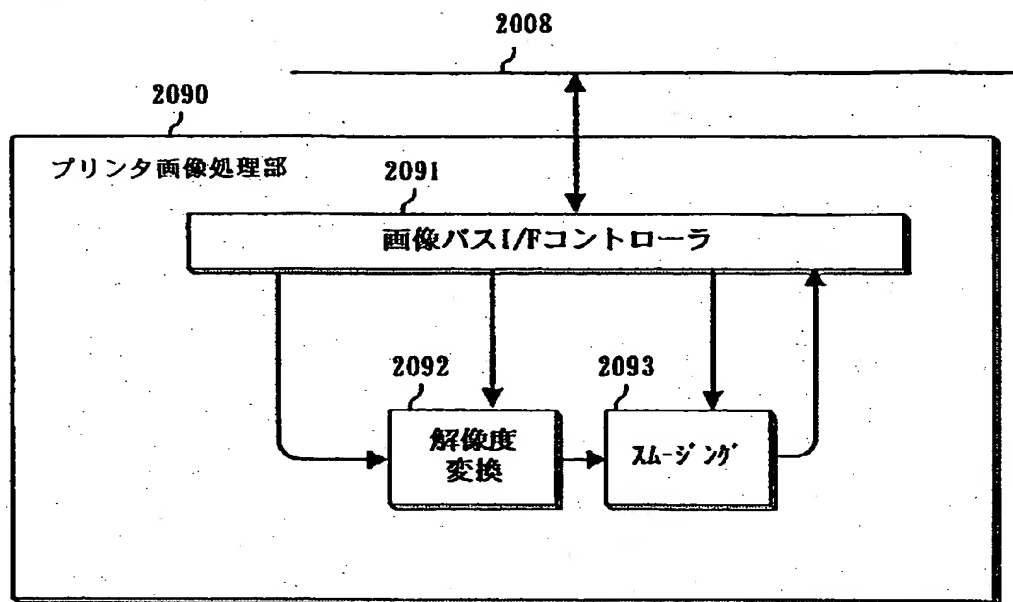 2008
2090
プリンタ画像処理部
2091
画像バスI/Fコントローラ
2092
2093
解像度
変換
ｽﾑｰｼﾞﾝｸﾞ